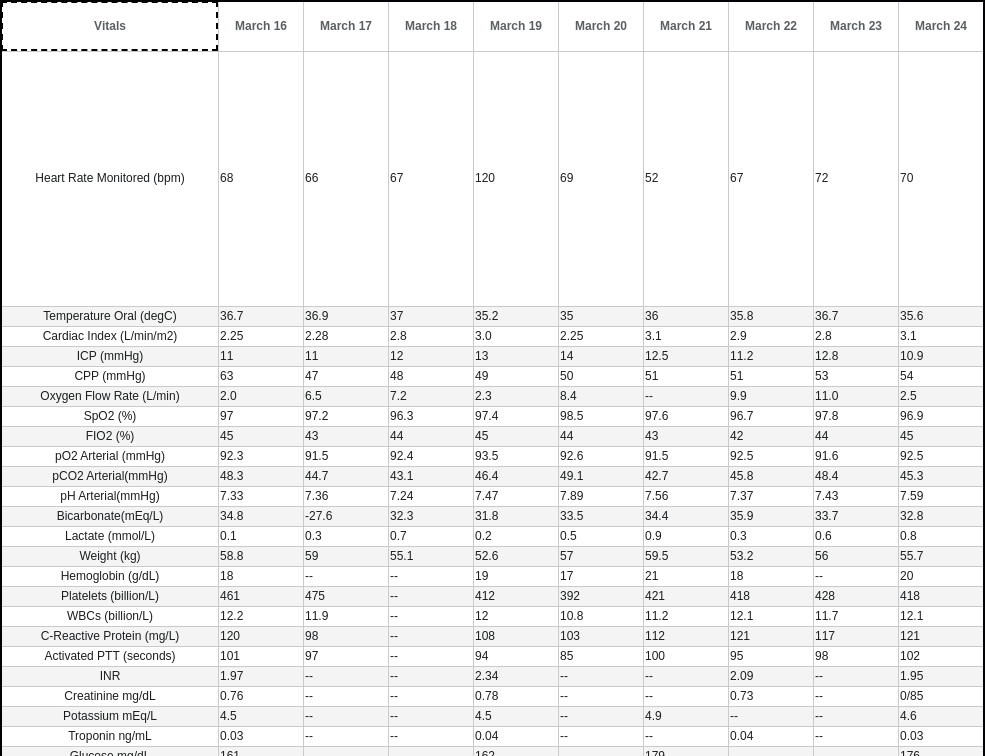 Vitals March 16 March 17 March 18 March 19 March 20 March 21 March 22 March 23 March 24
Heart Rate Monitored (bpm) 68 66 67 120 69 52 67 72 70
Temperature Oral (degC) 36.7 36.9 37 35.2 35 36 35.8 36.7 35.6
Cardiac Index (L/min/m2) 2.25 2.28 2.8 3.0 2.25 3.1 2.9 2.8 3.1
ICP (mmHg) 11 11 12 13 14 12.5 11.2 12.8 10.9
CPP (mmHg) 63 47 48 49 50 51 51 53 54
Oxygen Flow Rate (L/min) 2.0 6.5 7.2 2.3 8.4 -- 9.9 11.0 2.5
SpO2 (%) 97 97.2 96.3 97.4 98.5 97.6 96.7 97.8 96.9
FIO2 (%) 45 43 44 45 44 43 42 44 45
pO2 Arterial (mmHg) 92.3 91.5 92.4 93.5 92.6 91.5 92.5 91.6 92.5
pCO2 Arterial(mmHg) 48.3 44.7 43.1 46.4 49.1 42.7 45.8 48.4 45.3
pH Arterial(mmHg) 7.33 7.36 7.24 7.47 7.89 7.56 7.37 7.43 7.59
Bicarbonate(mEq/L) 34.8 -27.6 32.3 31.8 33.5 34.4 35.9 33.7 32.8
Lactate (mmol/L) 0.1 0.3 0.7 0.2 0.5 0.9 0.3 0.6 0.8
Weight (kg) 58.8 59 55.1 52.6 57 59.5 53.2 56 55.7
Hemoglobin (g/dL) 18 -- -- 19 17 21 18 -- 20
Platelets (billion/L) 461 475 -- 412 392 421 418 428 418
WBCs (billion/L) 12.2 11.9 -- 12 10.8 11.2 12.1 11.7 12.1
C-Reactive Protein (mg/L) 120 98 -- 108 103 112 121 117 121
Activated PTT (seconds) 101 97 -- 94 85 100 95 98 102
INR 1.97 -- -- 2.34 -- -- 2.09 -- 1.95
Creatinine mg/dL 0.76 -- -- 0.78 -- -- 0.73 -- 0/85
Potassium mEq/L 4.5 -- -- 4.5 -- 4.9 -- -- 4.6
Troponin ng/mL 0.03 -- -- 0.04 -- -- 0.04 -- 0.03
Glucose mg/dL 161 162 179 176